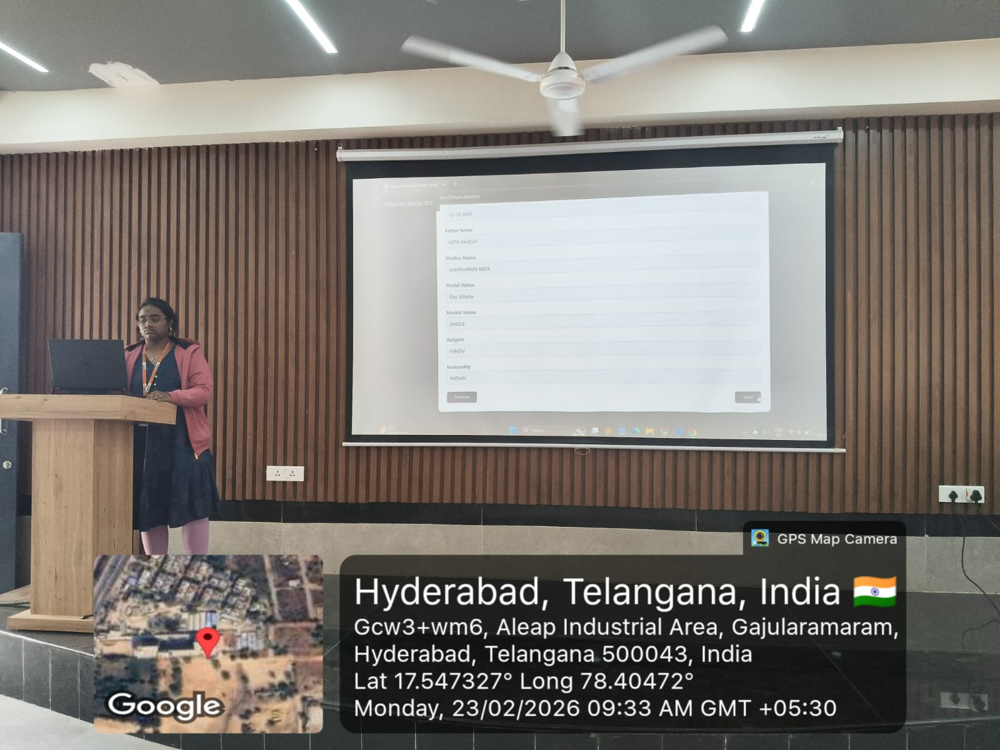 Projector Name: 307
13-10-2007
Father Name
KOTA RAJESH
Mother Name
KANTHARANI KOTA
Hostel Status
Day Scholar
Marital Status
SINGLE
Religion
HINDU
Nationality
INDIAN
Previous
Next
Search
GPS Map Camera
Hyderabad, Telangana, India
Gcw3+wm6, Aleap Industrial Area, Gajularamaram,
Hyderabad, Telangana 500043, India
Lat 17.547327° Long 78.40472°
Monday, 23/02/2026 09:33 AM GMT +05:30
Google